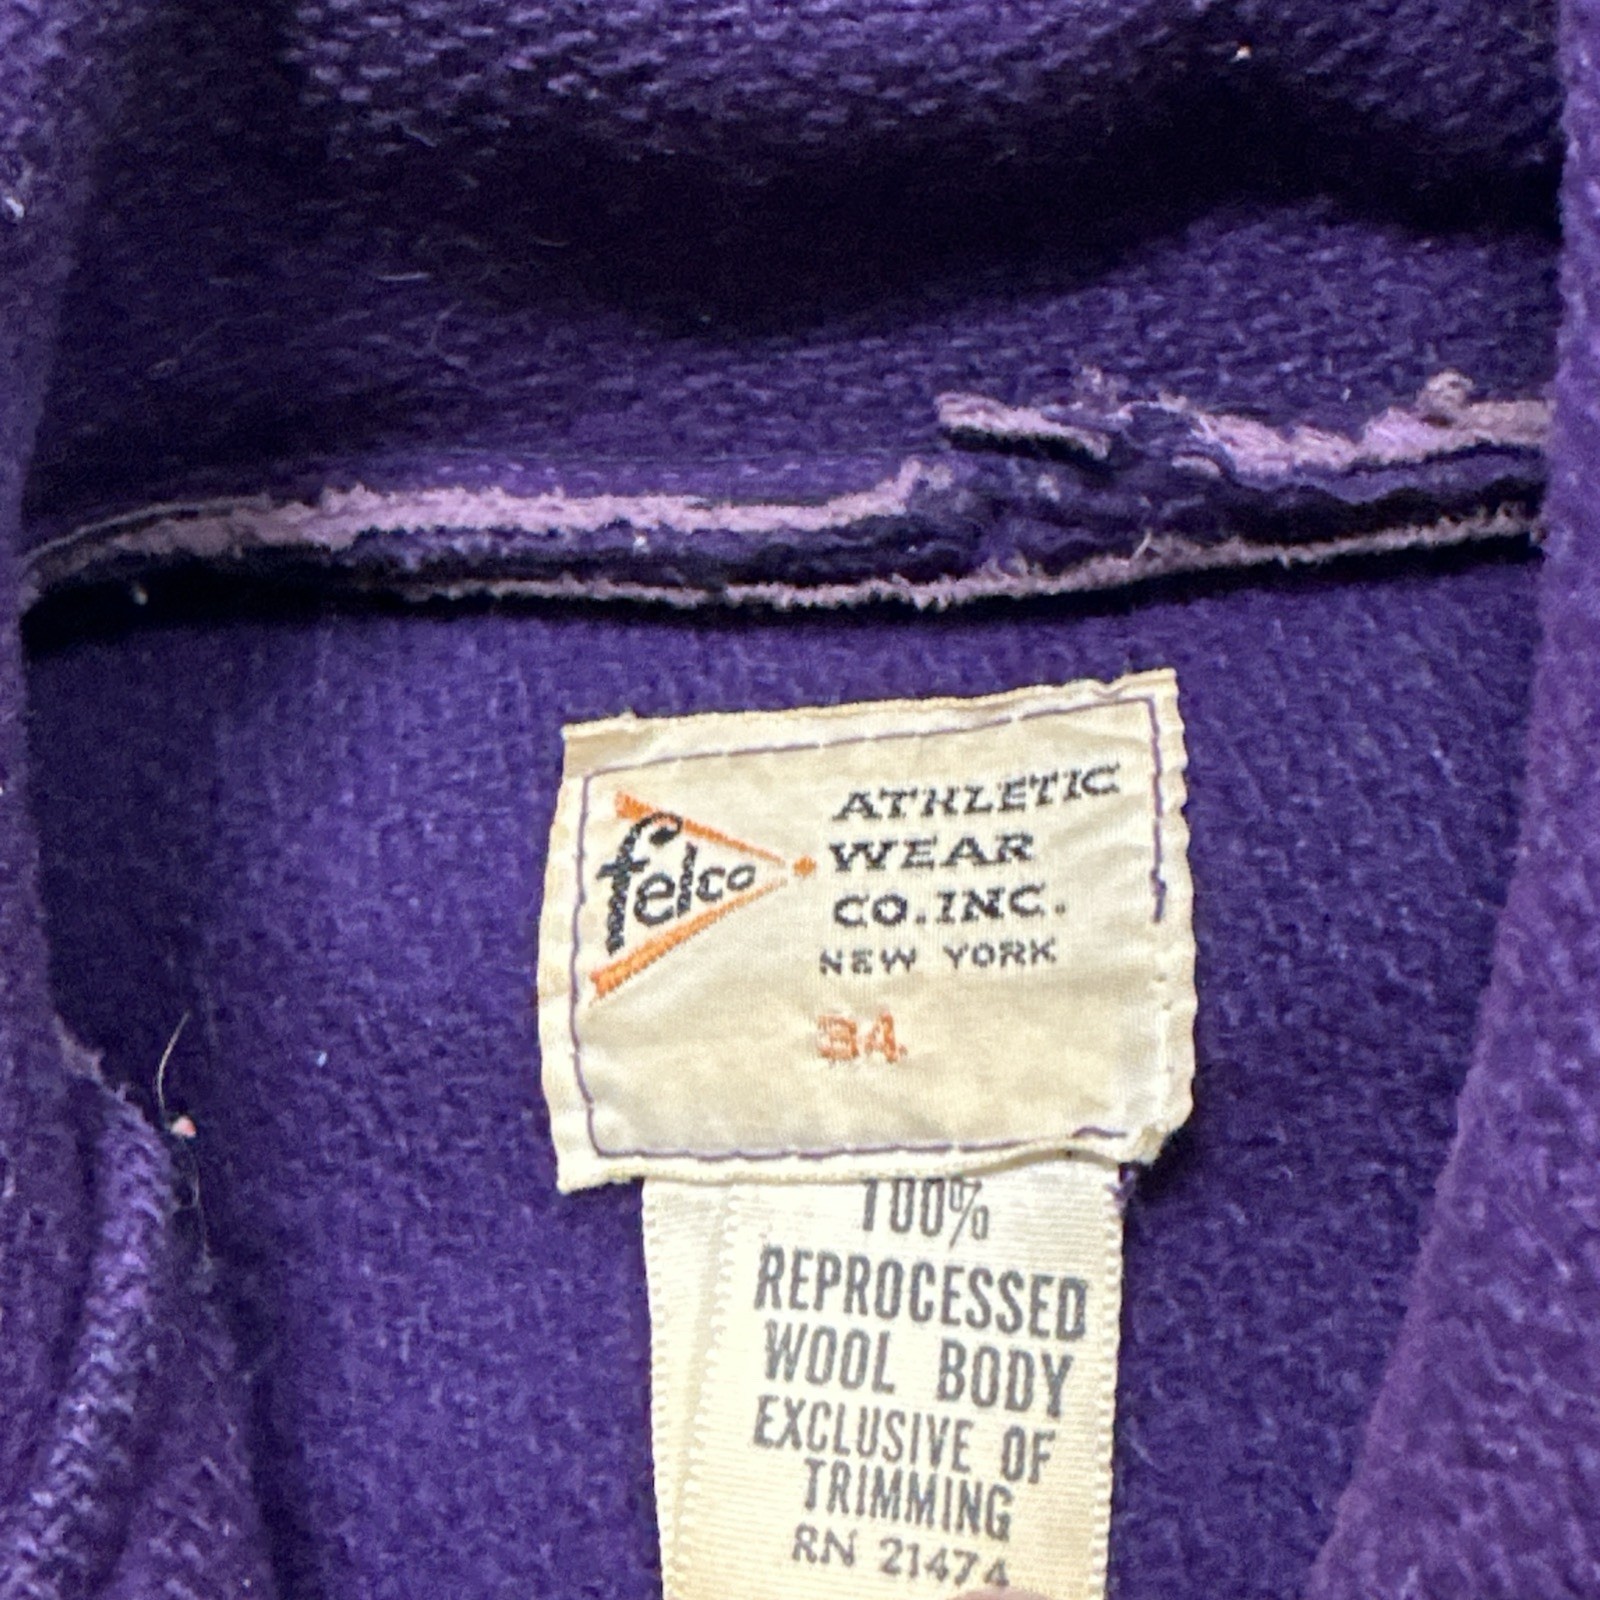 felco
ATHLETIC
WEAR
CO.INC.
NEW YORK
34
100%
REPROCESSED
WOOL BODY
EXCLUSIVE OF
TRIMMING
RN 21474